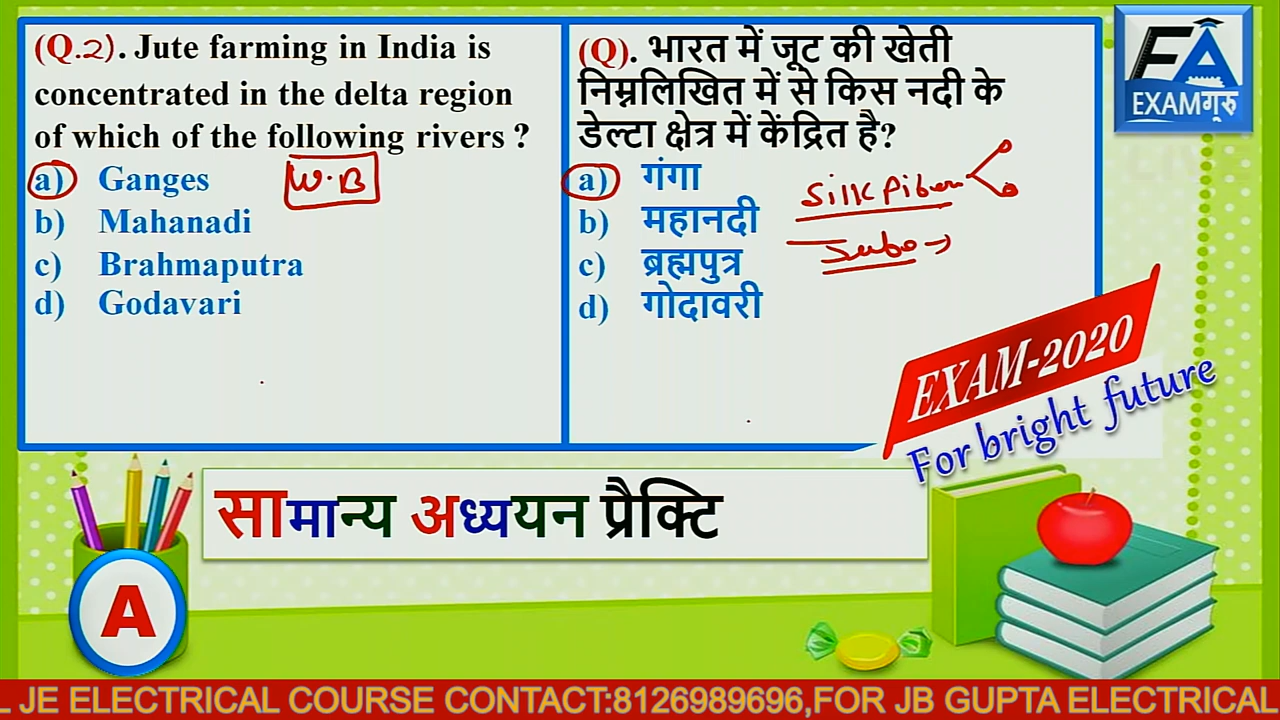 (Q.2). Jute farming in India is
concentrated in the delta region
of which of the following rivers ?
a) Ganges
W.B
b) Mahanadi
c) Brahmaputra
d) Godavari
(Q). भारत में जूट की खेती
निम्नलिखित में से किस नदी के
डेल्टा क्षेत्र में केंद्रित है?
a) गंगा
b) महानदी
c) ब्रह्मपुत्र
d) गोदावरी
Silk
EXAMगुरु
EXAM-2020
For bright future
सामान्य अध्ययन प्रैक्टि
A
L JE ELECTRICAL COURSE CONTACT:8126989696,FOR JB GUPTA ELECTRICAL